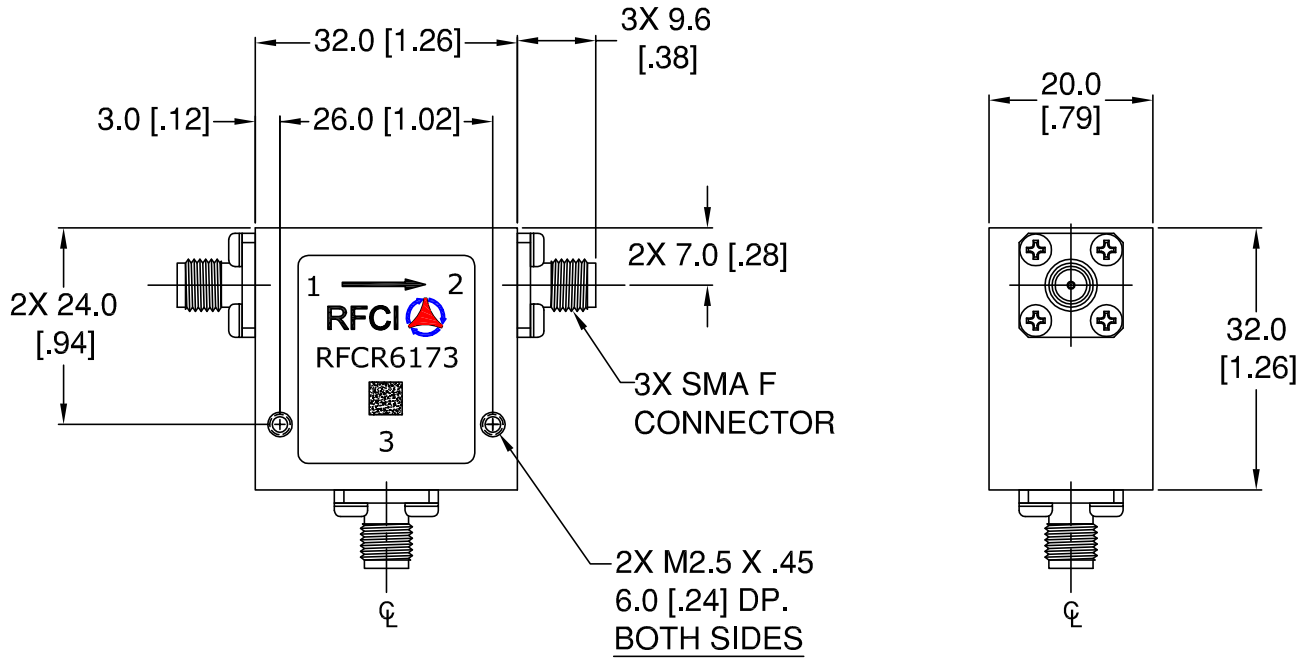 32.0 [1.26]
3X 9.6
[.38]
3.0 [.12]
26.0 [1.02]
2X 24.0
[.94]
2X 7.0 [.28]
1
2
RFCI
RFCR6173
3
3X SMA F
CONNECTOR
2X M2.5 X .45
6.0 [.24] DP.
BOTH SIDES
℄
20.0
[.79]
32.0
[1.26]
℄